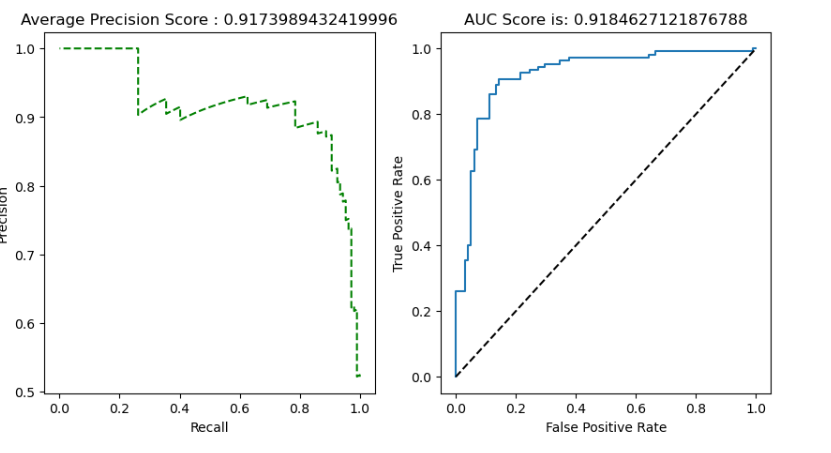 Average Precision Score : 0.9173989432419996
1.0
0.9
0.8
0.7
0.6
0.5
Precision
0.0 0.2 0.4 0.6 0.8 1.0
Recall
AUC Score is: 0.9184627121876788
1.0
0.8
0.6
0.4
0.2
0.0
True Positive Rate
0.0 0.2 0.4 0.6 0.8 1.0
False Positive Rate